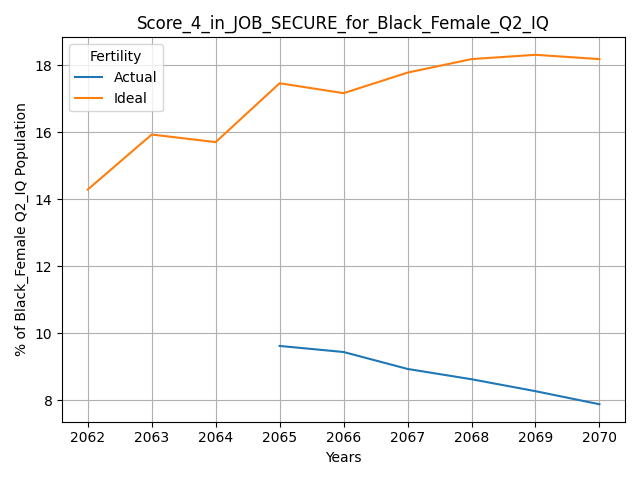 Score_4_in_JOB_SECURE_for_Black_Female_Q2_IQ
Fertility
Actual
Ideal
% of Black_Female Q2_IQ Population
18
16
14
12
10
8
2062 2063 2064 2065 2066 2067 2068 2069 2070
Years